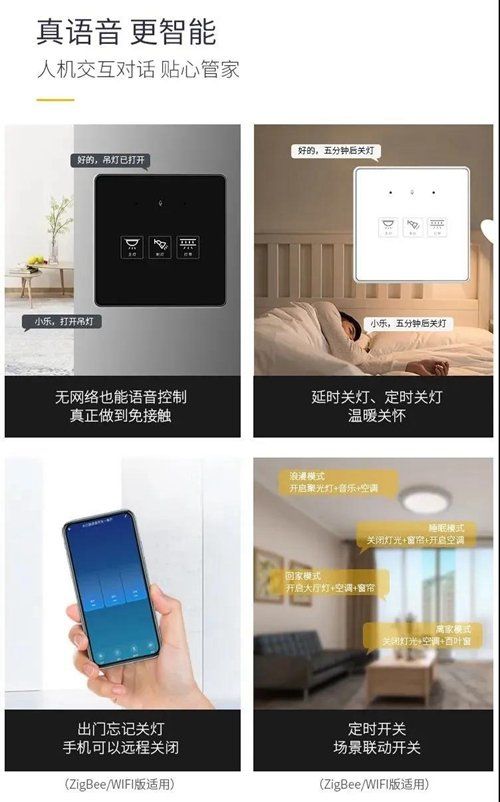 真语音 更智能
人机交互对话 贴心管家
好的，吊灯已打开
小乐，打开吊灯
无网络也能语音控制
真正做到免接触
好的，五分钟后关灯
小乐，五分钟后关灯
延时关灯、定时关灯
温暖关怀
出门忘记关灯
手机可以远程关闭
（ZigBee/WIFI版适用）
浪漫模式
开启聚光灯+音乐+空调
睡眠模式
关闭灯光+窗帘+开启空调
回家模式
开启大厅灯+空调+窗帘
离家模式
关闭灯光+空调+百叶窗
定时开关
场景联动开关
（ZigBee/WIFI版适用）